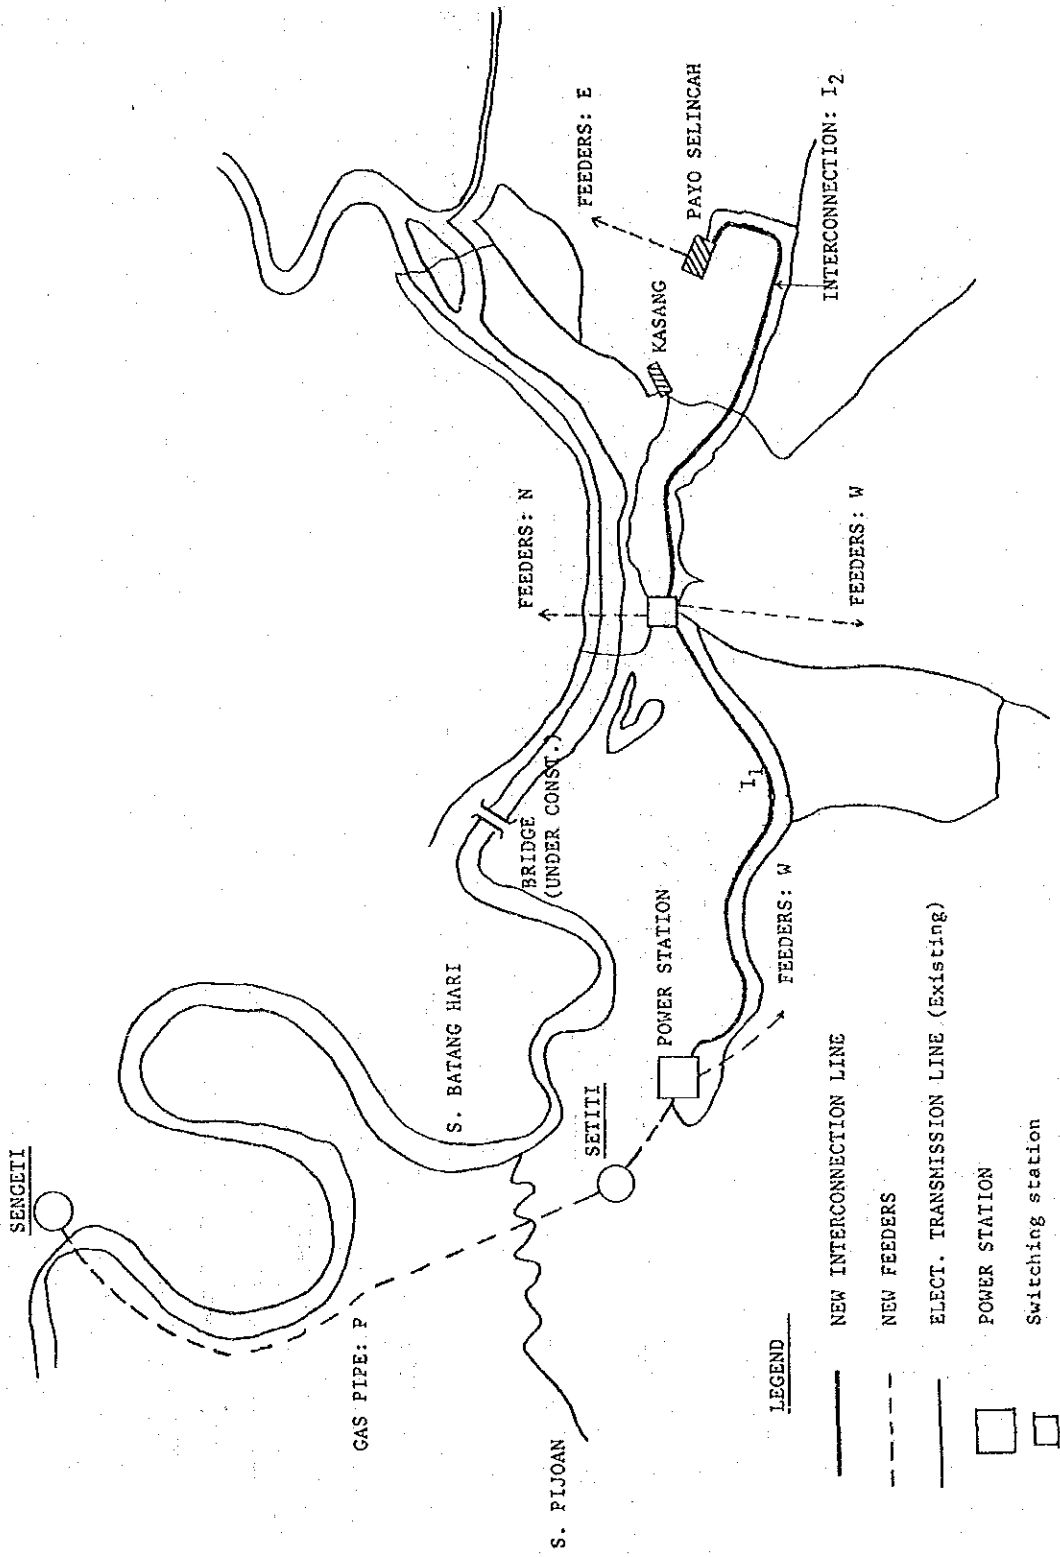 SENGETI
GAS PIPE: P
S. PIJOAN
S. BATANG HARI
SETITI
POWER STATION
FEEDERS: W
BRIDGE
(UNDER CONST.)
I1
FEEDERS: N
FEEDERS: W
KASANG
FEEDERS: E
PAYO SELINCAH
INTERCONNECTION: I2
LEGEND
NEW INTERCONNECTION LINE
NEW FEEDERS
ELECT. TRANSMISSION LINE (Existing)
POWER STATION
Switching station